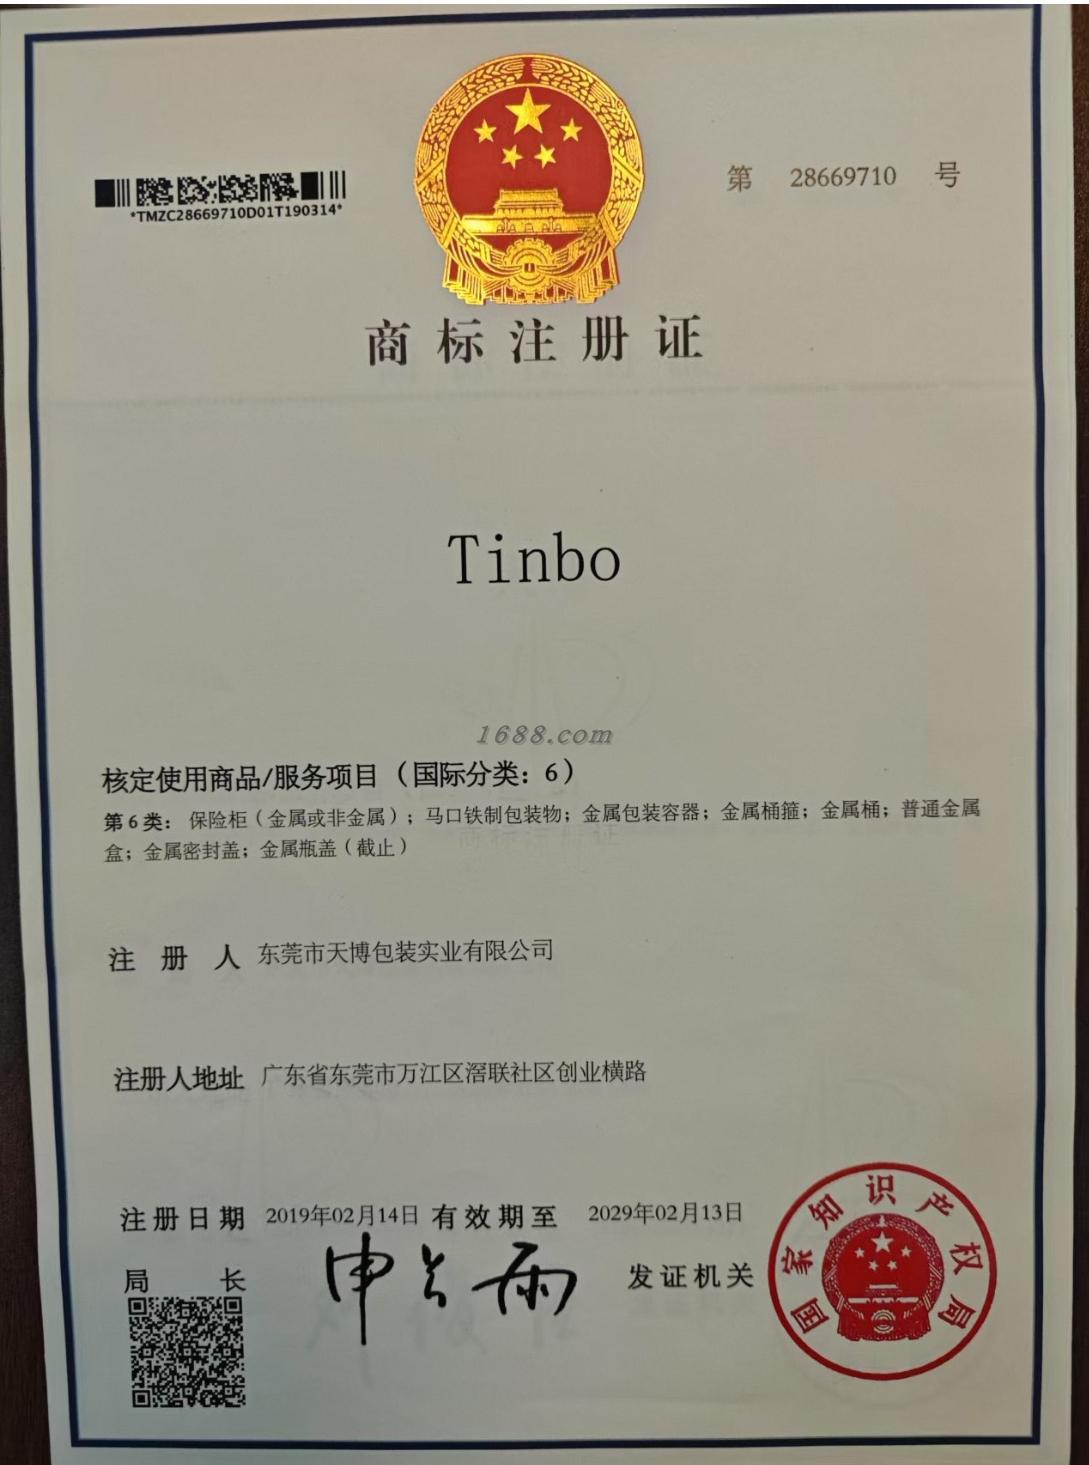 第 28669710 号
*TMZC28669710D01T190314*
商标注册证
Tinbo
1688.com
核定使用商品/服务项目（国际分类：6）
第6类：保险柜（金属或非金属）；马口铁制包装物；金属包装容器；金属桶箍；金属桶；普通金属
盒；金属密封盖；金属瓶盖（截止）
注册人 东莞市天博包装实业有限公司
注册人地址 广东省东莞市万江区滘联社区创业横路
注册日期 2019年02月14日 有效期至 2029年02月13日
局长 申长雨 发证机关
国家知识产权局